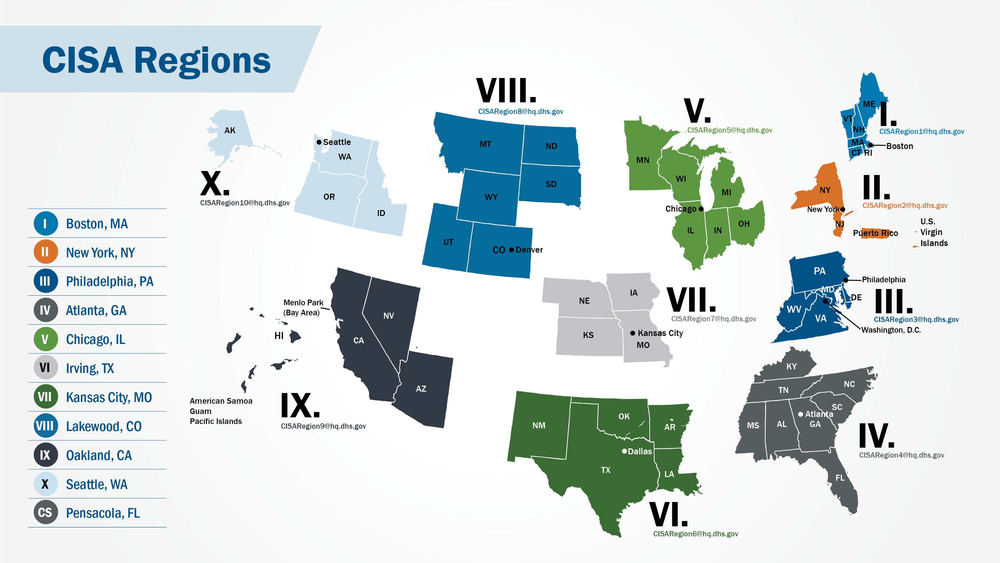 CISA Regions
I Boston, MA
II New York, NY
III Philadelphia, PA
IV Atlanta, GA
V Chicago, IL
VI Irving, TX
VII Kansas City, MO
VIII Lakewood, CO
IX Oakland, CA
X Seattle, WA
CS Pensacola, FL
AK
Seattle
WA
OR
ID
X.
CISARegion10@hq.dhs.gov
VIII.
CISARegion8@hq.dhs.gov
MT
ND
SD
WY
UT
CO
Denver
V.
CISARegion5@hq.dhs.gov
MN
WI
MI
Chicago
IL
IN
OH
ME
VT
NH
MA
CT
RI
Boston
I.
CISARegion1@hq.dhs.gov
NY
New York
NJ
Puerto Rico
U.S.
Virgin
Islands
II.
CISARegion2@hq.dhs.gov
PA
Philadelphia
MD
DE
WV
VA
Washington, D.C.
III.
CISARegion3@hq.dhs.gov
Menlo Park
(Bay Area)
NV
HI
CA
AZ
American Samoa
Guam
Pacific Islands
IX.
CISARegion9@hq.dhs.gov
NE
IA
KS
Kansas City
MO
VII.
CISARegion7@hq.dhs.gov
NM
OK
AR
Dallas
TX
LA
VI.
CISARegion6@hq.dhs.gov
KY
TN
NC
SC
Atlanta
MS
AL
GA
FL
IV.
CISARegion4@hq.dhs.gov